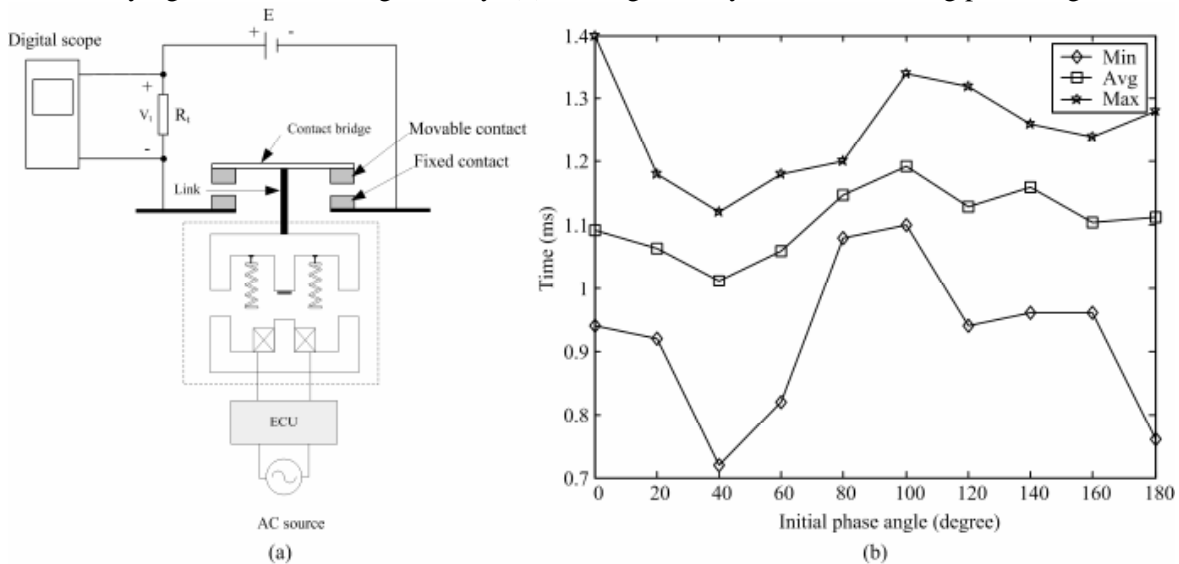 Digital scope
E
+ -
+
V1 R1
-
Contact bridge
Movable contact
Fixed contact
Link
ECU
AC source
(a)
1.4
1.3
1.2
1.1
1
0.9
0.8
0.7
Time (ms)
Min
Avg
Max
0 20 40 60 80 100 120 140 160 180
Initial phase angle (degree)
(b)